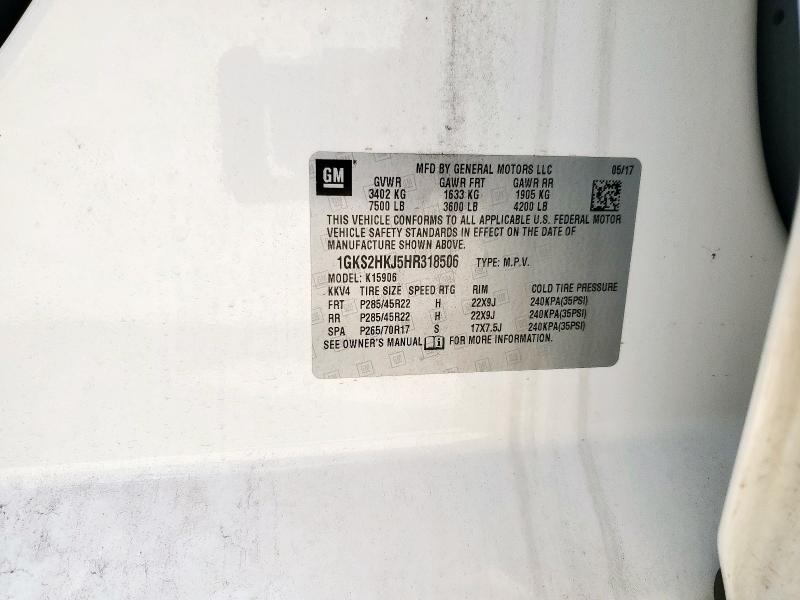 GM
MFD BY GENERAL MOTORS LLC 05/17
GVWR GAWR FRT GAWR RR
3402 KG 1633 KG 1905 KG
7500 LB 3600 LB 4200 LB
THIS VEHICLE CONFORMS TO ALL APPLICABLE U.S. FEDERAL MOTOR
VEHICLE SAFETY STANDARDS IN EFFECT ON THE DATE OF
MANUFACTURE SHOWN ABOVE.
1GKS2HKJ5HR318506 TYPE: M.P.V.
MODEL: K15906
KKV4 TIRE SIZE SPEED RTG RIM COLD TIRE PRESSURE
FRT P285/45R22 H 22X9J 240KPA(35PSI)
RR P285/45R22 H 22X9J 240KPA(35PSI)
SPA P265/70R17 S 17X7.5J 240KPA(35PSI)
SEE OWNER'S MANUAL FOR MORE INFORMATION.